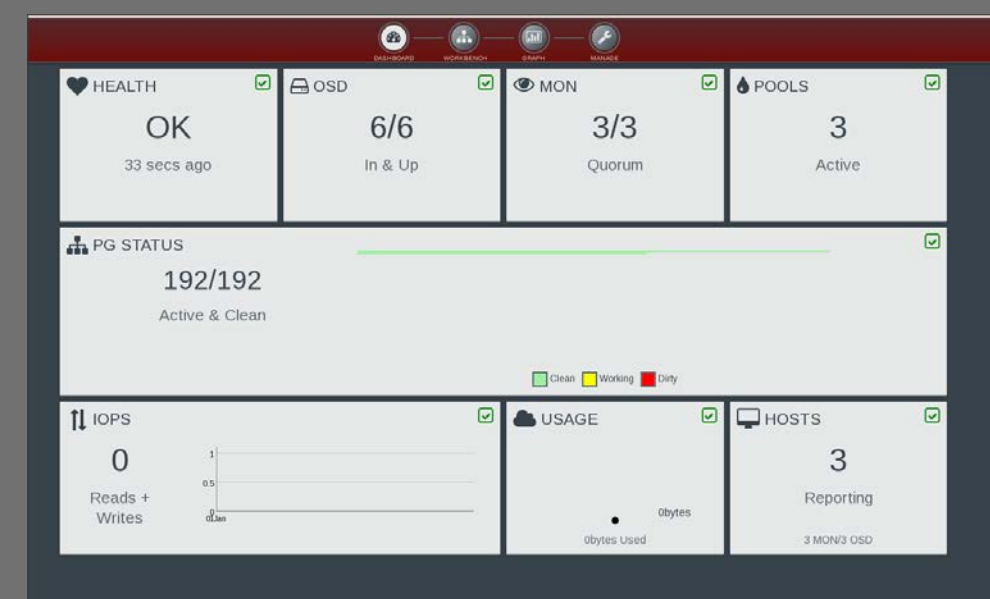 DASHBOARD WORKBENCH GRAPH MANAGE
HEALTH
OK
33 secs ago
OSD
6/6
In & Up
MON
3/3
Quorum
POOLS
3
Active
PG STATUS
192/192
Active & Clean
Clean Working Dirty
IOPS
0
Reads +
Writes
1
0.5
0
USAGE
0bytes
0bytes Used
HOSTS
3
Reporting
3 MON/3 OSD